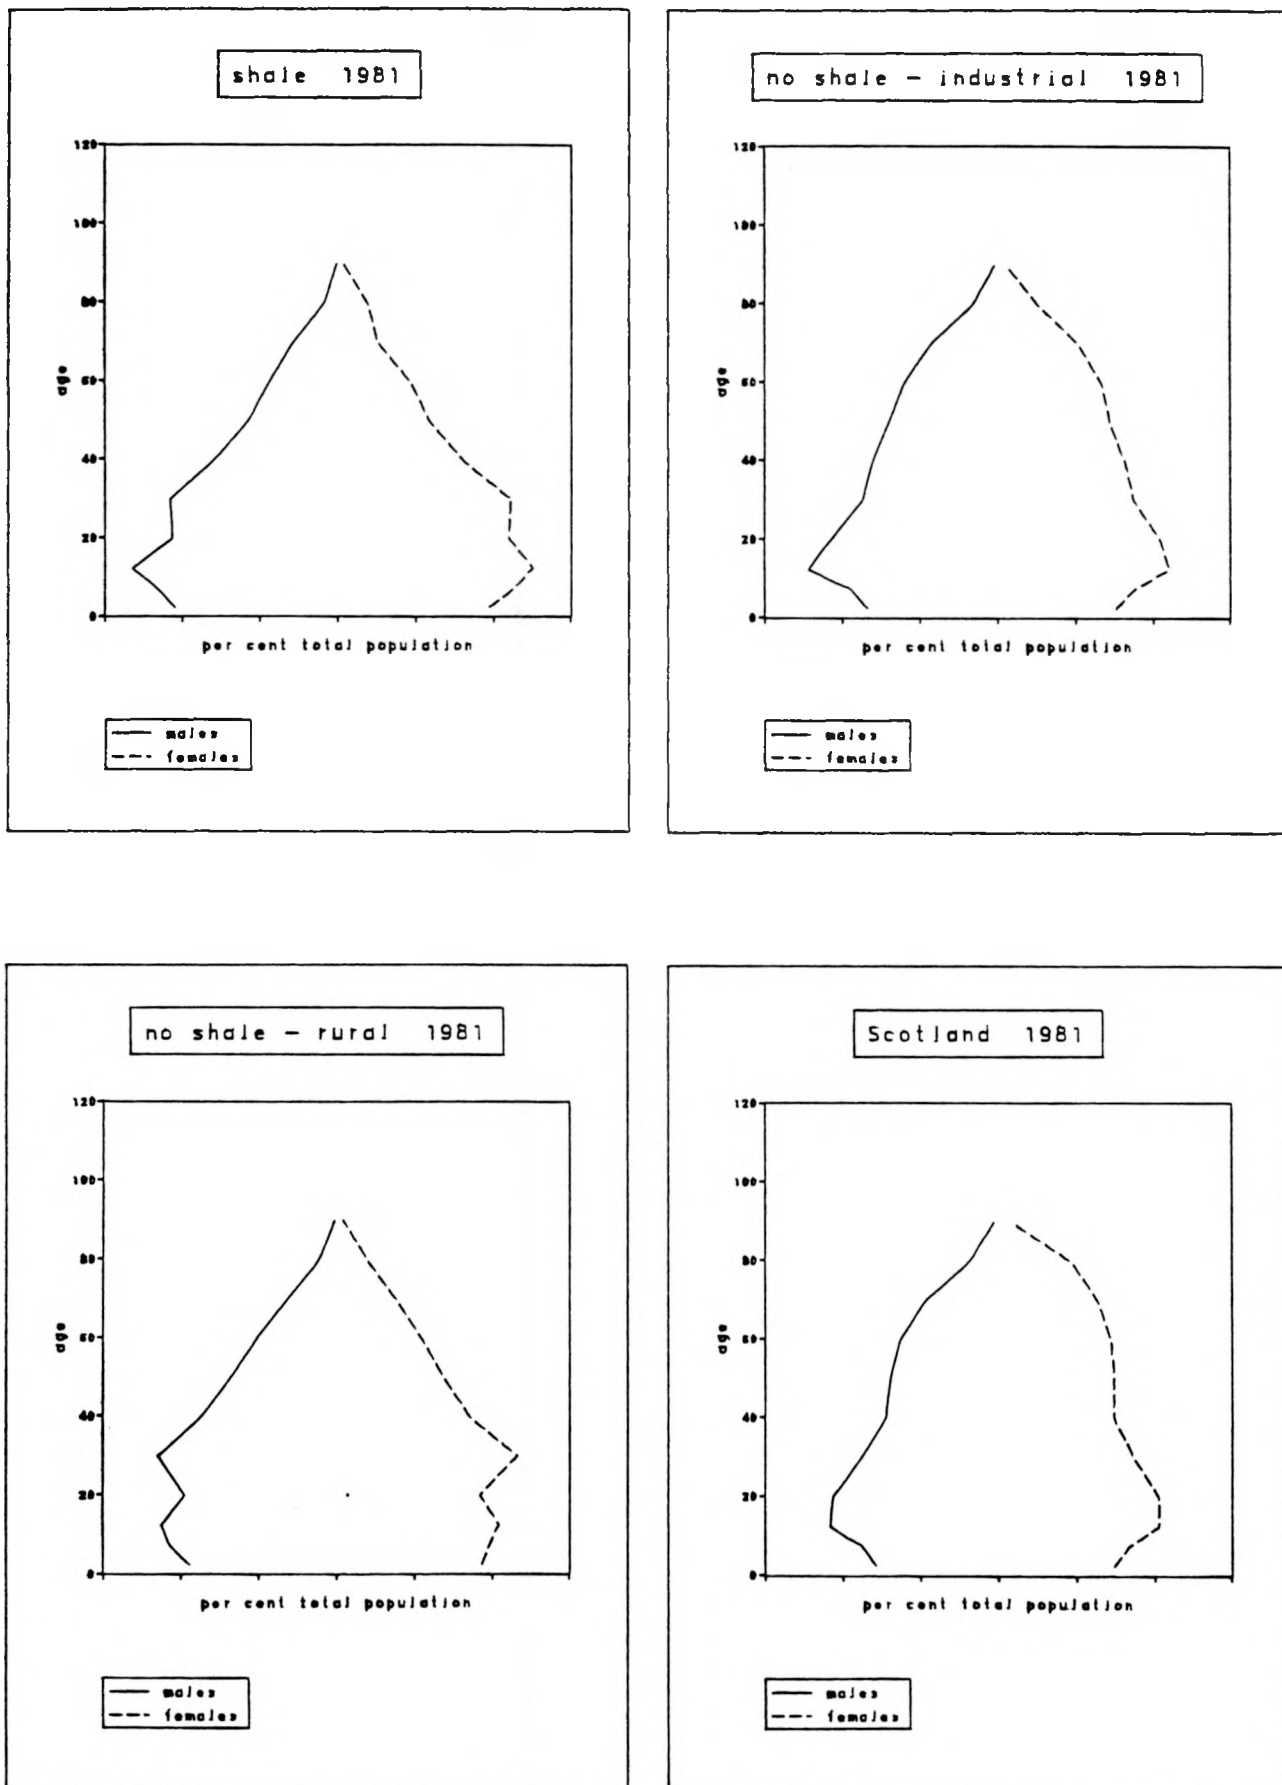 shale 1981
120
100
80
60
40
20
0
age
per cent total population
males
females
no shale - industrial 1981
120
100
80
60
40
20
0
age
per cent total population
males
females
no shale - rural 1981
120
100
80
60
40
20
0
age
per cent total population
males
females
Scotland 1981
120
100
80
60
40
20
0
age
per cent total population
males
females